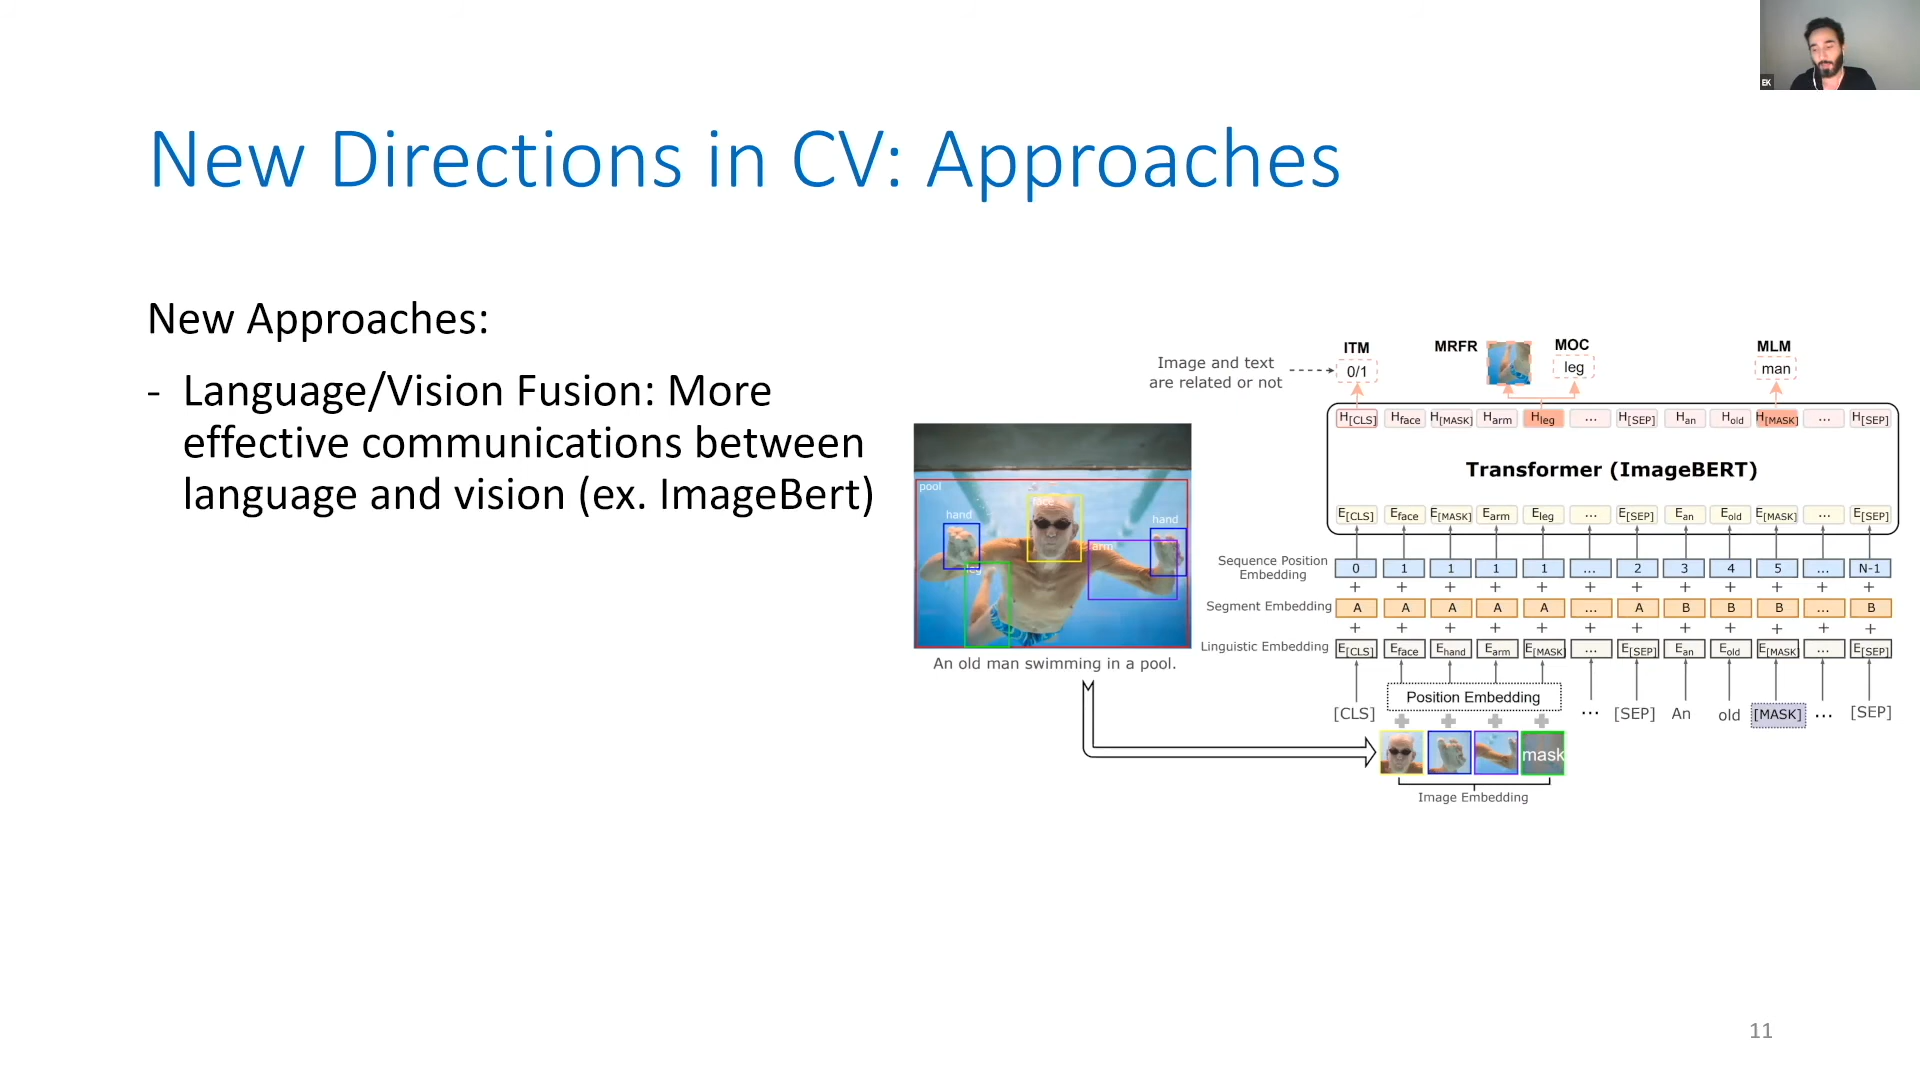 EK
New Directions in CV: Approaches
New Approaches:
- Language/Vision Fusion: More
effective communications between
language and vision (ex. ImageBert)
pool
hand
face
hand
arm
leg
An old man swimming in a pool.
Image and text
are related or not
ITM
0/1
MRFR
MOC
leg
MLM
man
H[CLS] Hface H[MASK] Harm Hleg ... H[SEP] Han Hold H[MASK] ... H[SEP]
Transformer (ImageBERT)
E[CLS] Eface E[MASK] Earm Eleg ... E[SEP] Ean Eold E[MASK] ... E[SEP]
Sequence Position
Embedding
0 1 1 1 1 ... 2 3 4 5 ... N-1
+ + + + + + + + + + + +
Segment Embedding A A A A A ... A B B B ... B
+ + + + + + + + + + + +
Linguistic Embedding E[CLS] Eface Ehand Earm E[MASK] ... E[SEP] Ean Eold E[MASK] ... E[SEP]
Position Embedding
[CLS] ... [SEP] An old [MASK] ... [SEP]
mask
Image Embedding
11